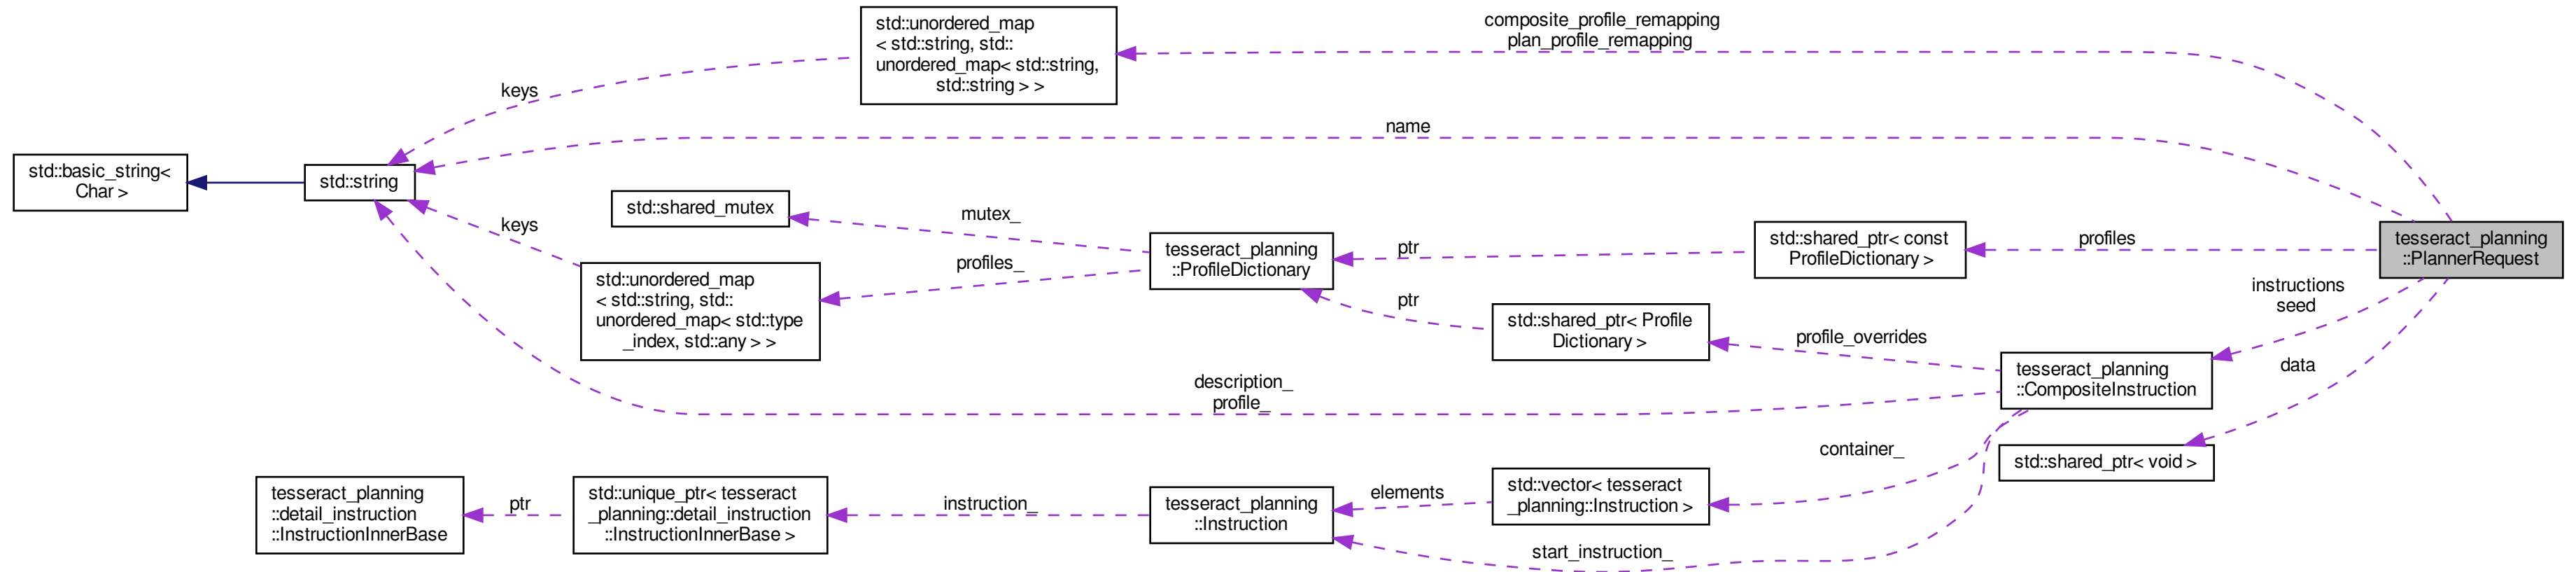 std::unordered_map
< std::string, std::
unordered_map< std::string,
std::string > >
composite_profile_remapping
plan_profile_remapping
keys
name
std::basic_string<
Char >
std::string
std::shared_mutex
mutex_
keys
tesseract_planning
::ProfileDictionary
ptr
std::shared_ptr< const
ProfileDictionary >
profiles
tesseract_planning
::PlannerRequest
profiles_
std::unordered_map
< std::string, std::
unordered_map< std::type
_index, std::any > >
ptr
std::shared_ptr< Profile
Dictionary >
instructions
seed
profile_overrides
tesseract_planning
::CompositeInstruction
data
description_
profile_
container_
std::shared_ptr< void >
tesseract_planning
::detail_instruction
::InstructionInnerBase
ptr
std::unique_ptr< tesseract
_planning::detail_instruction
::InstructionInnerBase >
instruction_
tesseract_planning
::Instruction
elements
std::vector< tesseract
_planning::Instruction >
start_instruction_